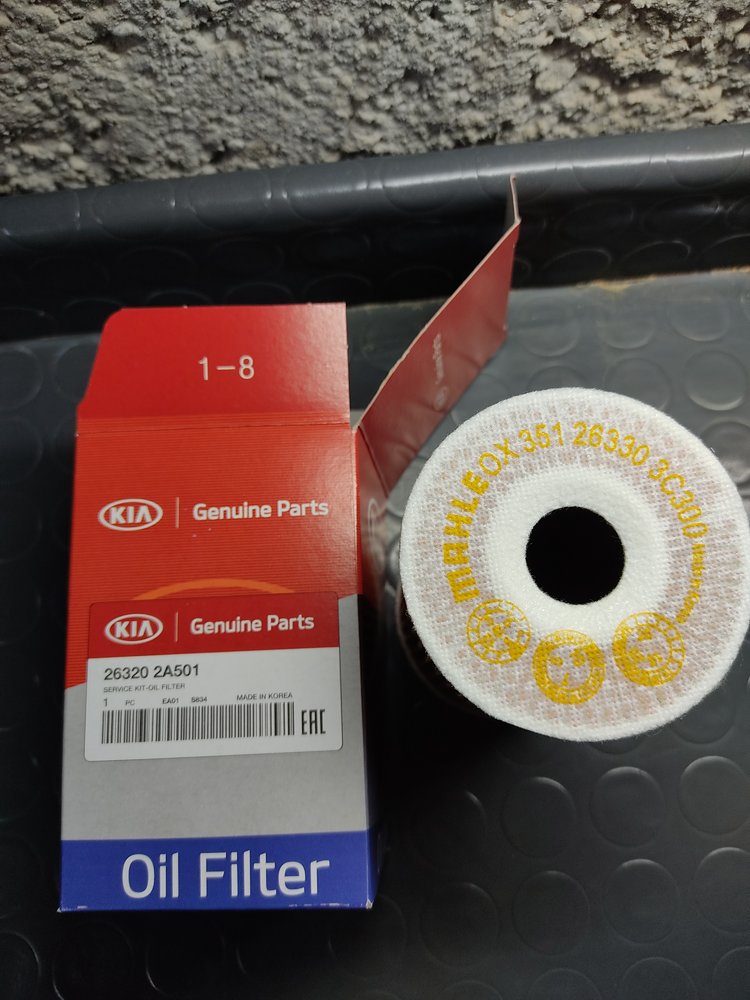 1-8
KIA | Genuine Parts
KIA | Genuine Parts
26320 2A501
SERVICE KIT-OIL FILTER
1 PC EA01 S834 MADE IN KOREA
EAC
Oil Filter
MAHLE OX 351 26330 3C300